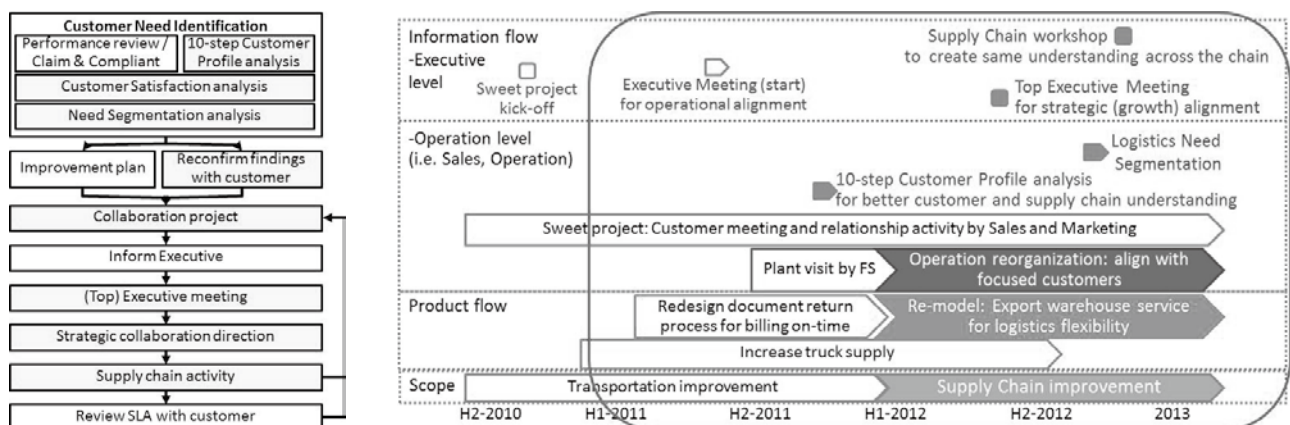 Customer Need Identification
Performance review /
Claim & Compliant
10-step Customer
Profile analysis
Customer Satisfaction analysis
Need Segmentation analysis
Improvement plan
Reconfirm findings
with customer
Collaboration project
Inform Executive
(Top) Executive meeting
Strategic collaboration direction
Supply chain activity
Review SLA with customer
Information flow
-Executive
level
Sweet project
kick-off
Executive Meeting (start)
for operational alignment
Supply Chain workshop
to create same understanding across the chain
Top Executive Meeting
for strategic (growth) alignment
-Operation level
(i.e. Sales, Operation)
Logistics Need
Segmentation
10-step Customer Profile analysis
for better customer and supply chain understanding
Sweet project: Customer meeting and relationship activity by Sales and Marketing
Plant visit by FS
Operation reorganization: align with
focused customers
Product flow
Redesign document return
process for billing on-time
Re-model: Export warehouse service
for logistics flexibility
Increase truck supply
Scope
Transportation improvement
Supply Chain improvement
H2-2010
H1-2011
H2-2011
H1-2012
H2-2012
2013